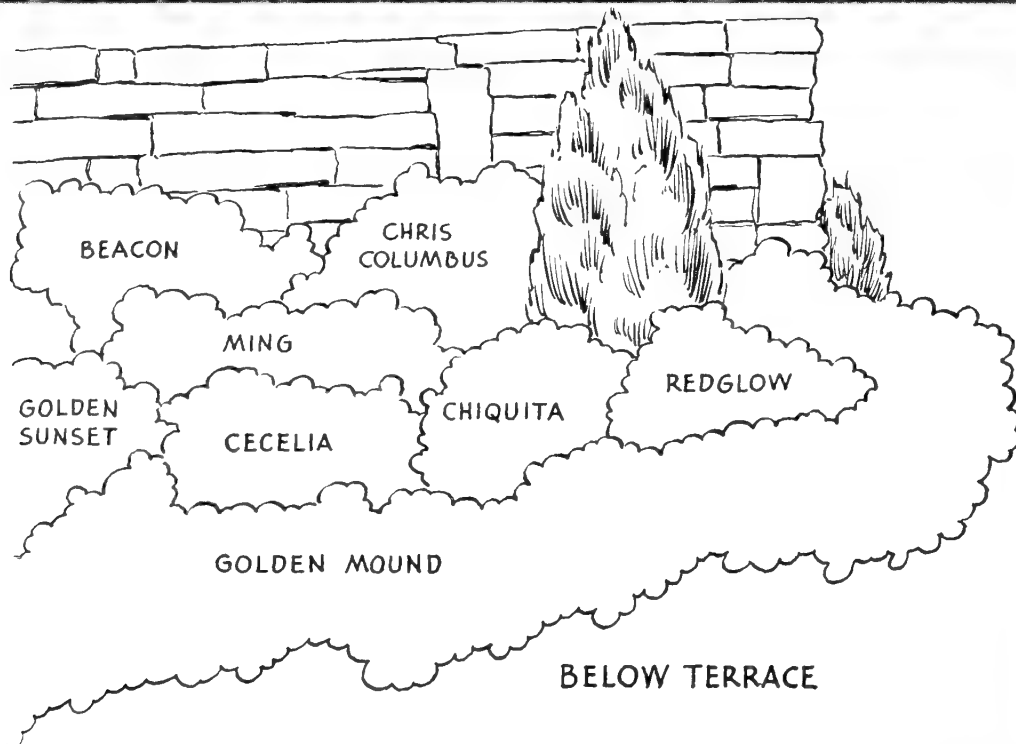 BEACON
CHRIS
COLUMBUS
MING
GOLDEN
SUNSET
CECELIA
CHIQUITA
REDGLOW
GOLDEN MOUND
BELOW TERRACE